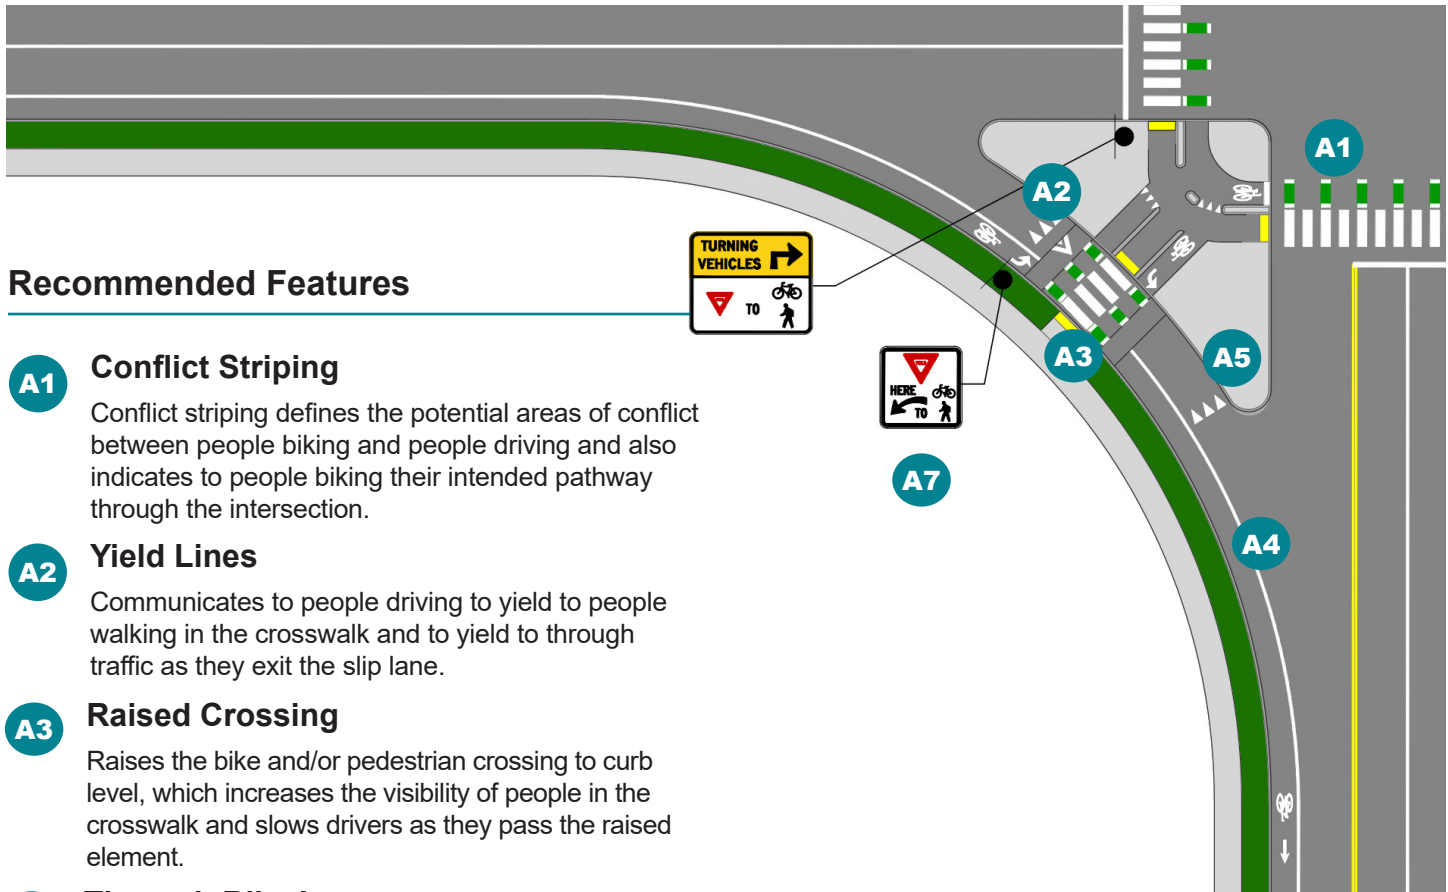 A1
A2
TURNING
VEHICLES
TO
Recommended Features
A1
Conflict Striping
Conflict striping defines the potential areas of conflict
between people biking and people driving and also
indicates to people biking their intended pathway
through the intersection.
A3
A5
HERE
TO
A7
A4
A2
Yield Lines
Communicates to people driving to yield to people
walking in the crosswalk and to yield to through
traffic as they exit the slip lane.
A3
Raised Crossing
Raises the bike and/or pedestrian crossing to curb
level, which increases the visibility of people in the
crosswalk and slows drivers as they pass the raised
element.